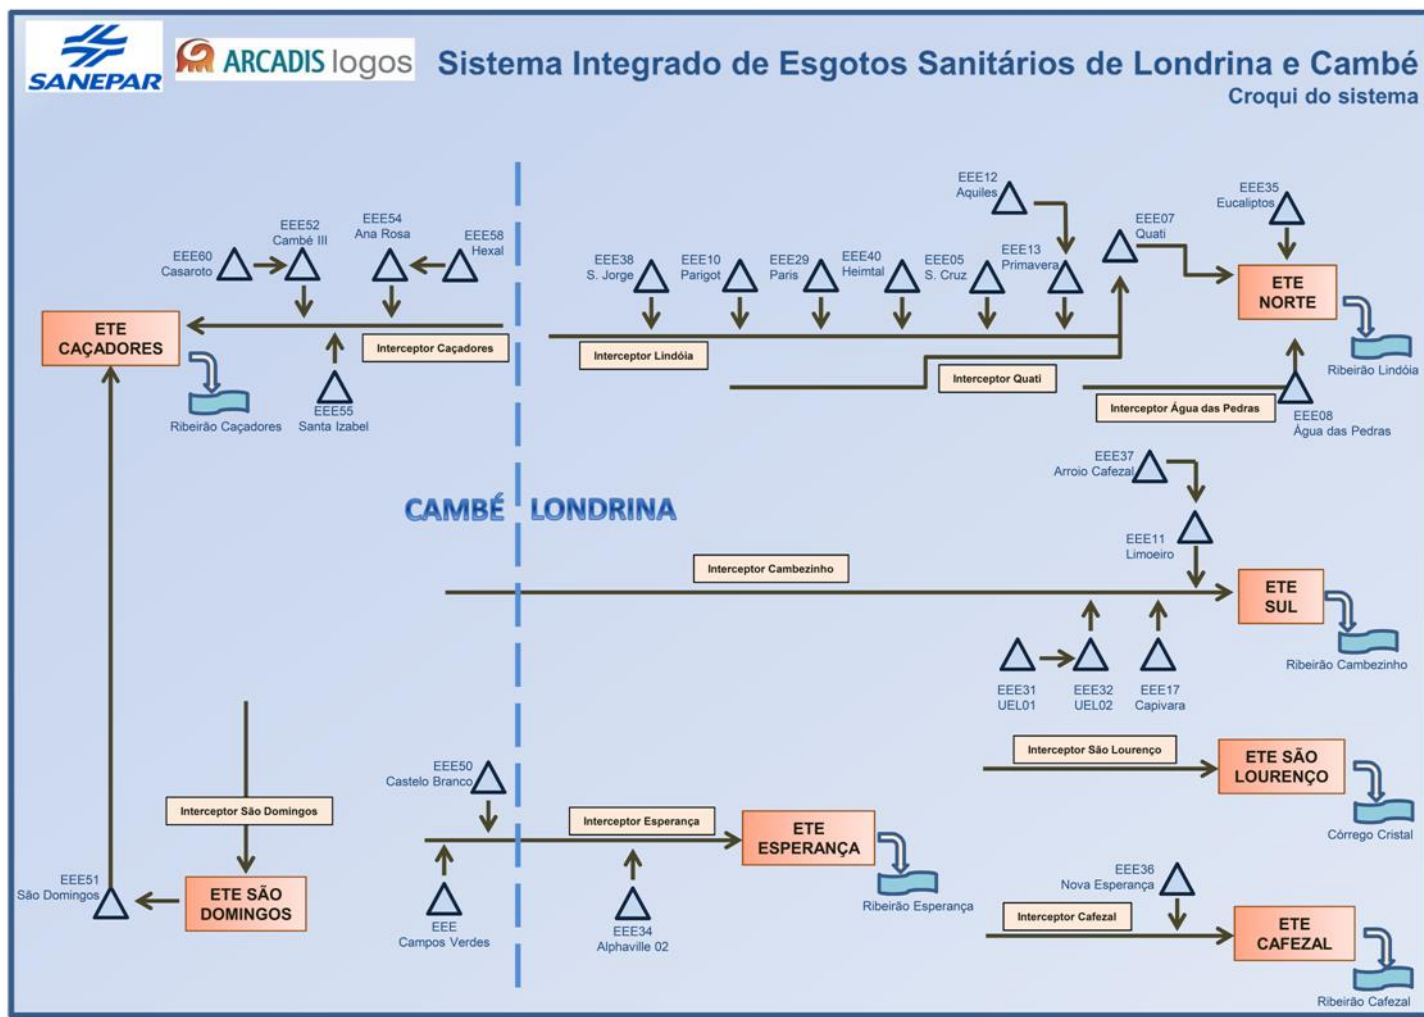 SANEPAR
ARCADIS logos
Sistema Integrado de Esgotos Sanitários de Londrina e Cambé
Croqui do sistema
EEE60
Casaroto
EEE52
Cambé III
EEE54
Ana Rosa
EEE58
Hexal
ETE
CAÇADORES
Interceptor Caçadores
Ribeirão Caçadores
EEE55
Santa Izabel
EEE38
S. Jorge
EEE10
Parigot
EEE29
Paris
EEE40
Heimtal
EEE05
S. Cruz
EEE12
Aquiles
EEE13
Primavera
EEE07
Quati
EEE35
Eucaliptos
ETE
NORTE
Interceptor Lindóia
Interceptor Quati
Interceptor Água das Pedras
EEE08
Água das Pedras
Ribeirão Lindóia
CAMBÉ
LONDRINA
EEE37
Arroio Cafezal
EEE11
Limoeiro
Interceptor Cambezinho
ETE
SUL
Ribeirão Cambezinho
EEE31
UEL01
EEE32
UEL02
EEE17
Capivara
Interceptor São Lourenço
ETE SÃO
LOURENÇO
Córrego Cristal
EEE50
Castelo Branco
Interceptor São Domingos
Interceptor Esperança
ETE
ESPERANÇA
Ribeirão Esperança
EEE51
São Domingos
ETE SÃO
DOMINGOS
EEE
Campos Verdes
EEE34
Alphaville 02
EEE36
Nova Esperança
Interceptor Cafezal
ETE
CAFEZAL
Ribeirão Cafezal